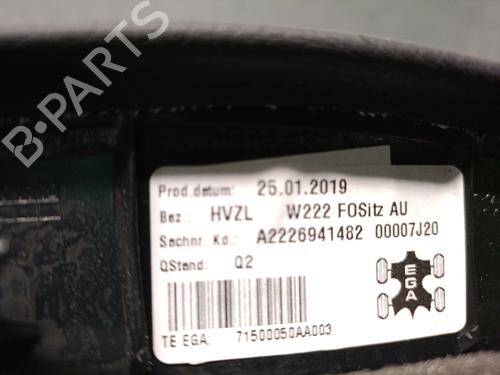 B-PARTS
Prod.datum: 25.01.2019
Bez.: HVZL W222 FOSitz AU
Sachnr. Kd.: A2226941482 00007J20
QStand: Q2
EGA
TE EGA: 71500050AA003